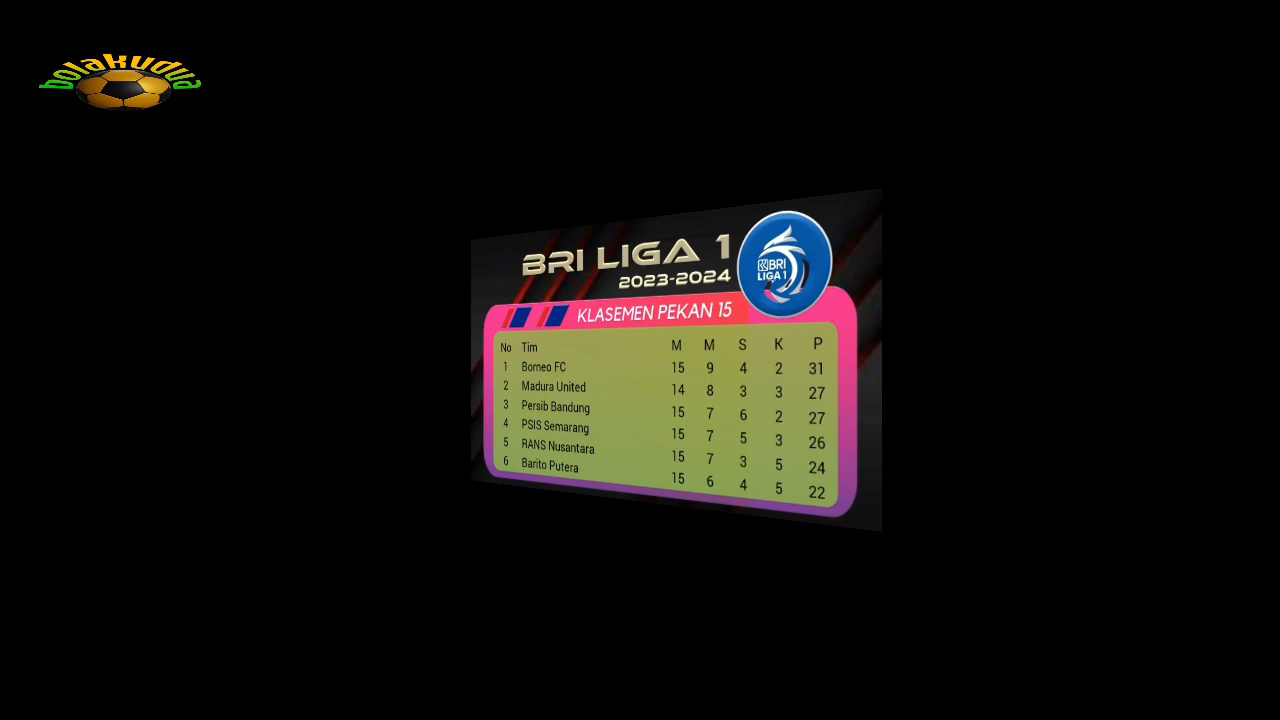 bolakudua
BRI LIGA 1
2023-2024
BRI
LIGA 1
KLASEMEN PEKAN 15
No Tim M M S K P
1 Borneo FC 15 9 4 2 31
2 Madura United 14 8 3 3 27
3 Persib Bandung 15 7 6 2 27
4 PSIS Semarang 15 7 5 3 26
5 RANS Nusantara 15 7 3 5 24
6 Barito Putera 15 6 4 5 22